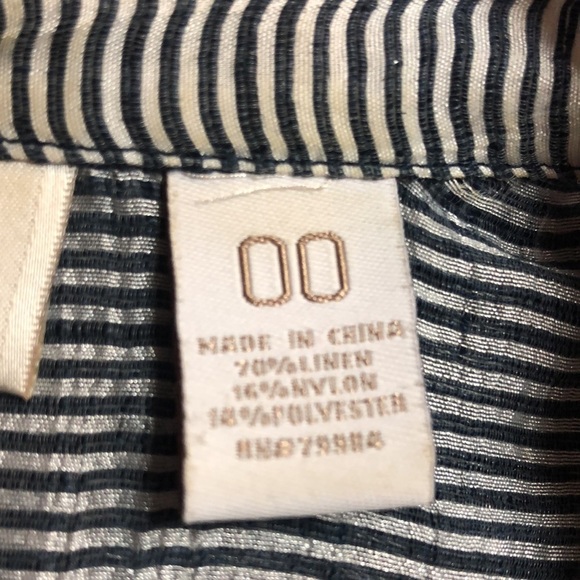 00
MADE IN CHINA
70%LINEN
16%NYLON
14%POLYESTER